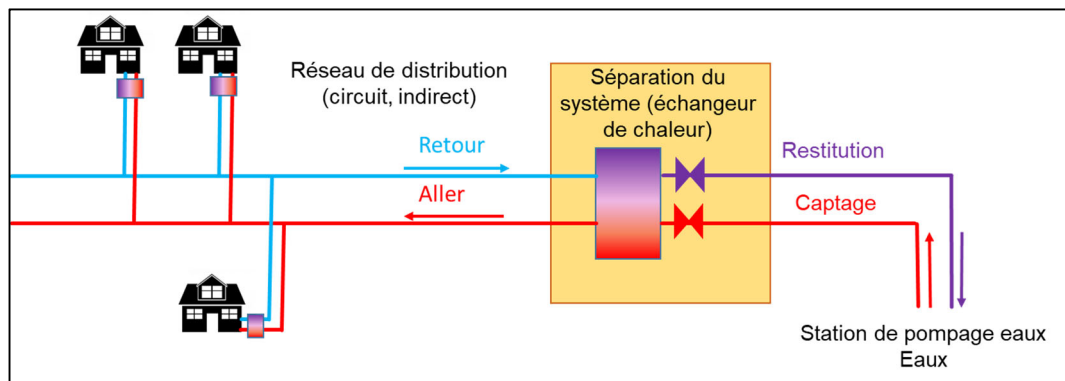 Réseau de distribution
(circuit, indirect)
Séparation du
système (échangeur
de chaleur)
Retour
Restitution
Aller
Captage
Station de pompage eaux
Eaux